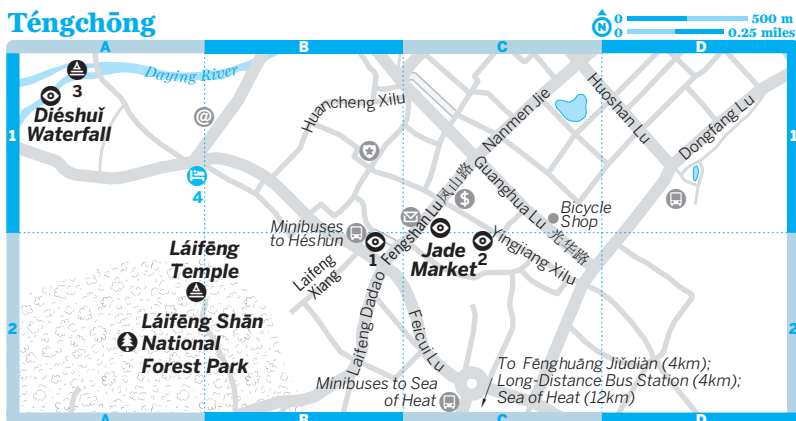 Téngchōng
N
0 500 m
0 0.25 miles
A B C D
1 1
2 2
Daying River
3
Diéshuǐ
Waterfall
@
4
Huancheng Xilu
Nanmen Jie
Huoshan Lu
Dongfang Lu
Guanghua Lu 光华路
Fengshan Lu 凤山路
$
Bicycle
Shop
Minibuses
to Héshùn
1
Jade
Market
2
Yingjiang Xilu
Láifēng
Temple
Laifeng
Xiang
Láifēng Shān
National
Forest Park
Laifeng Dadao
Feicui Lu
Minibuses to Sea
of Heat
To Fēnghuáng Jiǔdiàn (4km);
Long-Distance Bus Station (4km);
Sea of Heat (12km)
A B C D